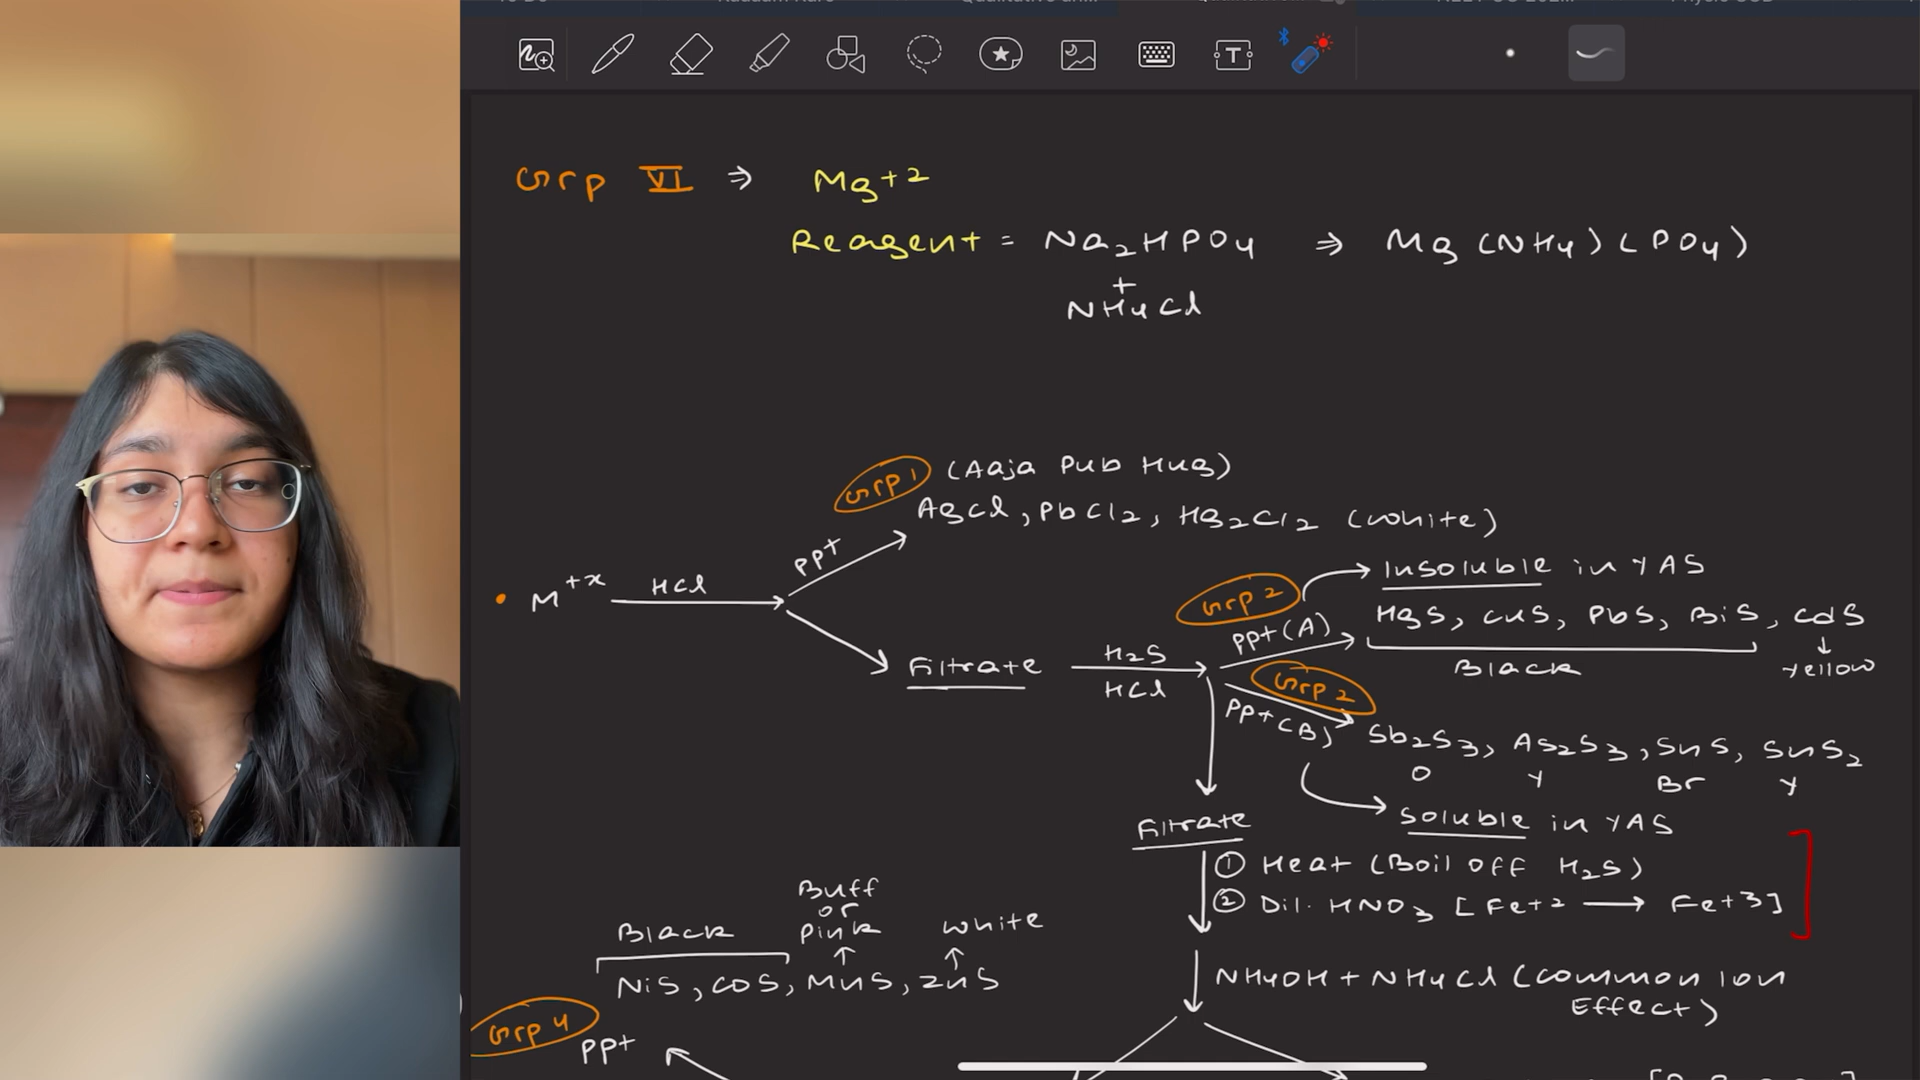 Grp VI ⇒ Mg+2
Reagent = Na2HPO4 ⇒ Mg(NH4)(PO4)
+
NH4Cl
Grp 1 (Aaja Pub Hug)
AgCl, PbCl2, Hg2Cl2 (white)
ppt
• M+x HCl
Insoluble in YAS
Grp 2
ppt (A) HgS, CuS, PbS, BiS, CdS
Black ↓ Yellow
Filtrate H2S
HCl
Grp 2
ppt (B) Sb2S3, As2S3, SnS, SnS2
O Y Br Y
Soluble in YAS
Filtrate
① Heat (Boil off H2S)
② Dil. HNO3 [Fe+2 ⟶ Fe+3]
Buff
or
Black Pink White
NiS, CoS, MnS, ZnS
NH4OH + NH4Cl (common Ion
Effect)
Grp 4
ppt